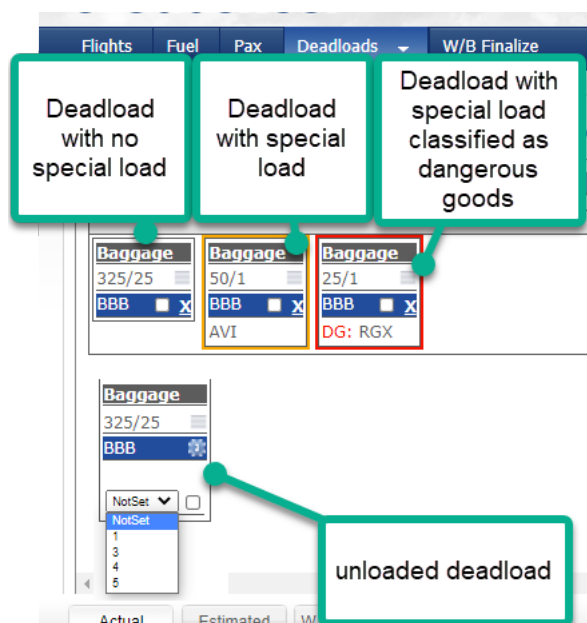 Flights Fuel Pax Deadloads W/B Finalize
Deadload
with no
special load
Deadload
with special
load
Deadload with
special load
classified as
dangerous
goods
Baggage
325/25
BBB X
Baggage
50/1
BBB X
AVI
Baggage
25/1
BBB X
DG: RGX
Baggage
325/25
BBB
NotSet
NotSet
1
3
4
5
unloaded deadload
Actual Estimated